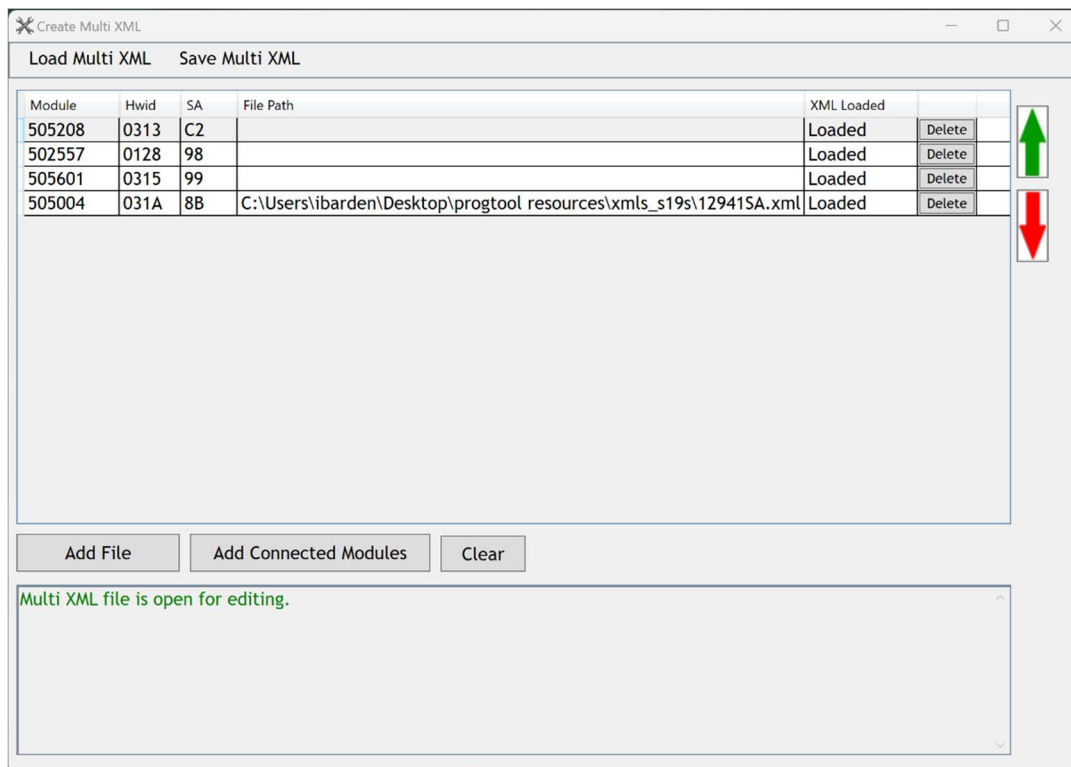 Create Multi XML
Load Multi XML Save Multi XML
Module Hwid SA File Path XML Loaded
505208 0313 C2 Loaded Delete
502557 0128 98 Loaded Delete
505601 0315 99 Loaded Delete
505004 031A 8B C:\Users\ibarden\Desktop\progtool resources\xmls_s19s\12941SA.xml Loaded Delete
Add File Add Connected Modules Clear
Multi XML file is open for editing.